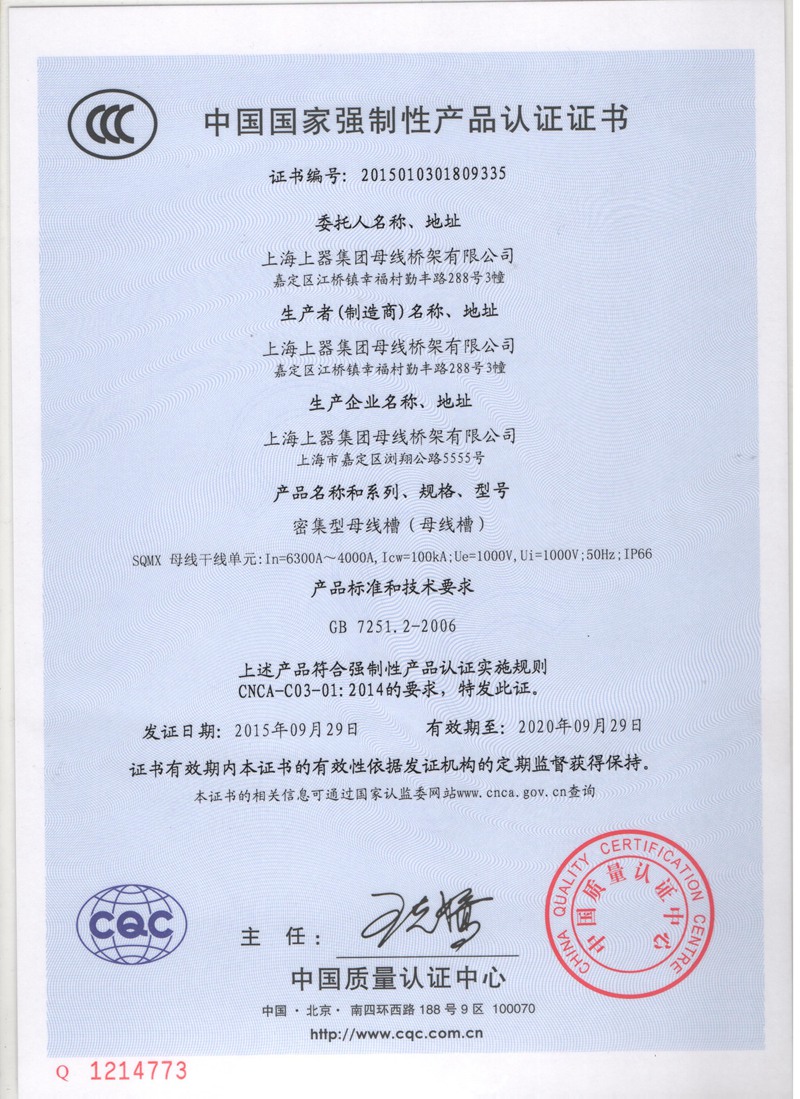 中国国家强制性产品认证证书
证书编号: 2015010301809335
委托人名称、地址
上海上器集团母线桥架有限公司
嘉定区江桥镇幸福村勤丰路288号3幢
生产者(制造商)名称、地址
上海上器集团母线桥架有限公司
嘉定区江桥镇幸福村勤丰路288号3幢
生产企业名称、地址
上海上器集团母线桥架有限公司
上海市嘉定区浏翔公路5555号
产品名称和系列、规格、型号
密集型母线槽(母线槽)
SQMX 母线干线单元:In=6300A～4000A,Icw=100kA;Ue=1000V,Ui=1000V;50Hz;IP66
产品标准和技术要求
GB 7251.2-2006
上述产品符合强制性产品认证实施规则
CNCA-C03-01:2014的要求，特发此证。
发证日期: 2015年09月29日 有效期至: 2020年09月29日
证书有效期内本证书的有效性依据发证机构的定期监督获得保持。
本证书的相关信息可通过国家认监委网站www.cnca.gov.cn查询
CQC
主 任:
CHINA QUALITY CERTIFICATION CENTRE
中国质量认证中心
中国质量认证中心
中国·北京·南四环西路 188 号 9 区 100070
http://www.cqc.com.cn
Q 1214773